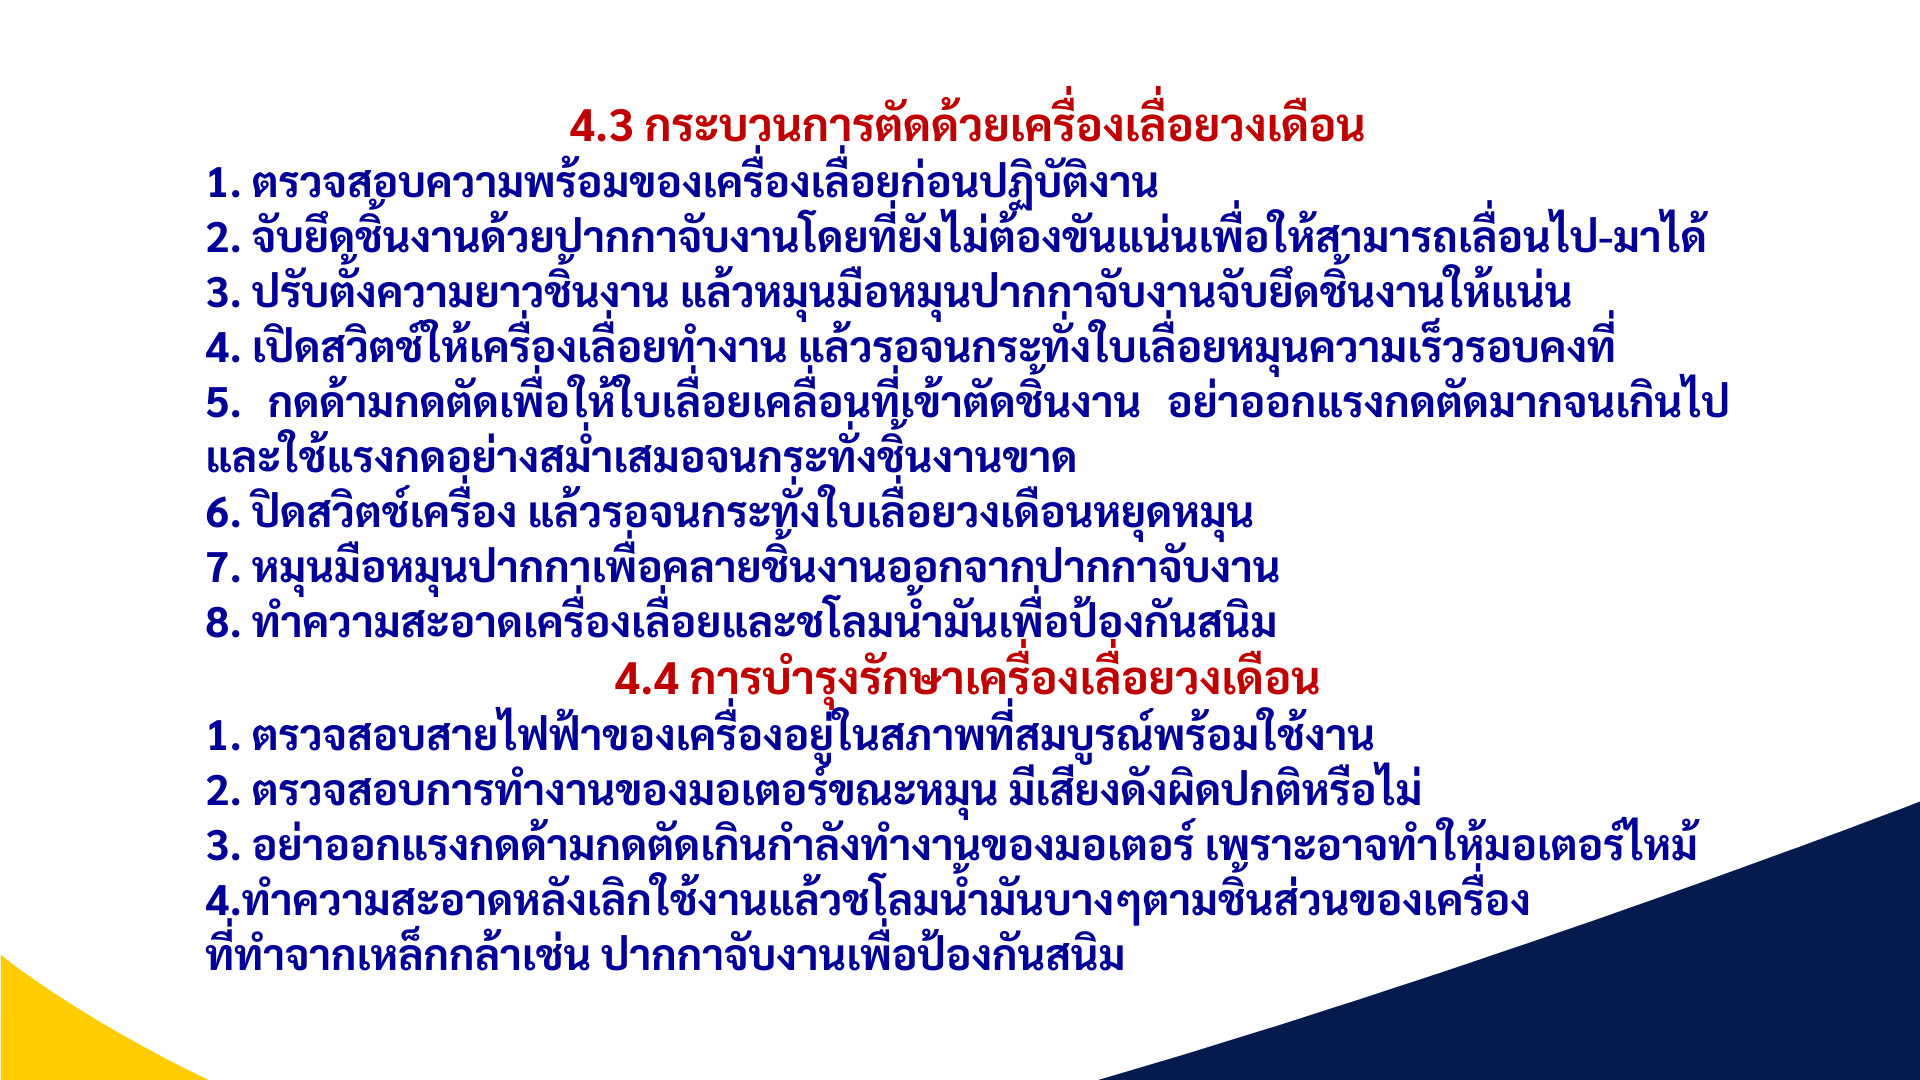 4.3 กระบวนการตัดด้วยเครื่องเลื่อยวงเดือน
1. ตรวจสอบความพร้อมของเครื่องเลื่อยก่อนปฏิบัติงาน
2. จับยึดชิ้นงานด้วยปากกาจับงานโดยที่ยังไม่ต้องขันแน่นเพื่อให้สามารถเลื่อนไป-มาได้
3. ปรับตั้งความยาวชิ้นงาน แล้วหมุนมือหมุนปากกาจับงานจับยึดชิ้นงานให้แน่น
4. เปิดสวิตช์ให้เครื่องเลื่อยทำงาน แล้วรอจนกระทั่งใบเลื่อยหมุนความเร็วรอบคงที่
5. กดด้ามกดตัดเพื่อให้ใบเลื่อยเคลื่อนที่เข้าตัดชิ้นงาน อย่าออกแรงกดตัดมากจนเกินไป
และใช้แรงกดอย่างสม่ำเสมอจนกระทั่งชิ้นงานขาด
6. ปิดสวิตช์เครื่อง แล้วรอจนกระทั่งใบเลื่อยวงเดือนหยุดหมุน
7. หมุนมือหมุนปากกาเพื่อคลายชิ้นงานออกจากปากกาจับงาน
8. ทำความสะอาดเครื่องเลื่อยและชโลมน้ำมันเพื่อป้องกันสนิม
4.4 การบำรุงรักษาเครื่องเลื่อยวงเดือน
1. ตรวจสอบสายไฟฟ้าของเครื่องอยู่ในสภาพที่สมบูรณ์พร้อมใช้งาน
2. ตรวจสอบการทำงานของมอเตอร์ขณะหมุน มีเสียงดังผิดปกติหรือไม่
3. อย่าออกแรงกดด้ามกดตัดเกินกำลังทำงานของมอเตอร์ เพราะอาจทำให้มอเตอร์ไหม้
4.ทำความสะอาดหลังเลิกใช้งานแล้วชโลมน้ำมันบางๆตามชิ้นส่วนของเครื่อง
ที่ทำจากเหล็กกล้าเช่น ปากกาจับงานเพื่อป้องกันสนิม